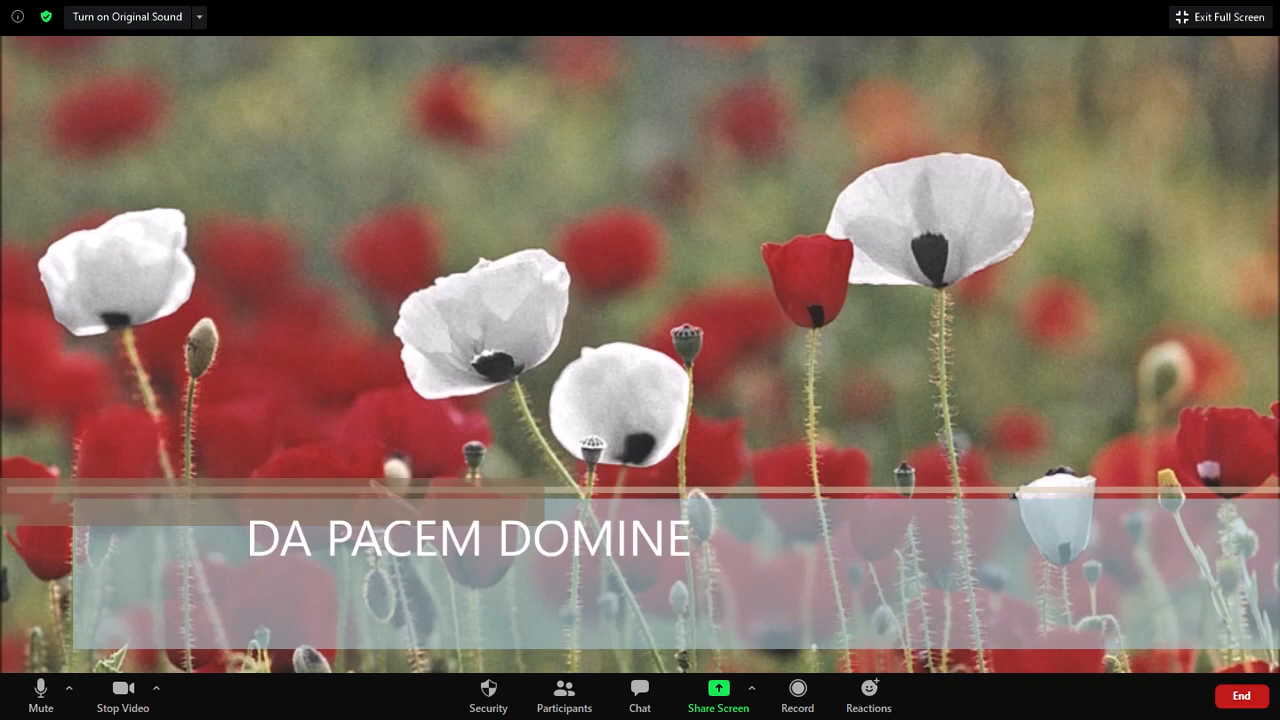 Turn on Original Sound
Exit Full Screen
DA PACEM DOMINE
Mute
Stop Video
Security
Participants
Chat
Share Screen
Record
Reactions
End